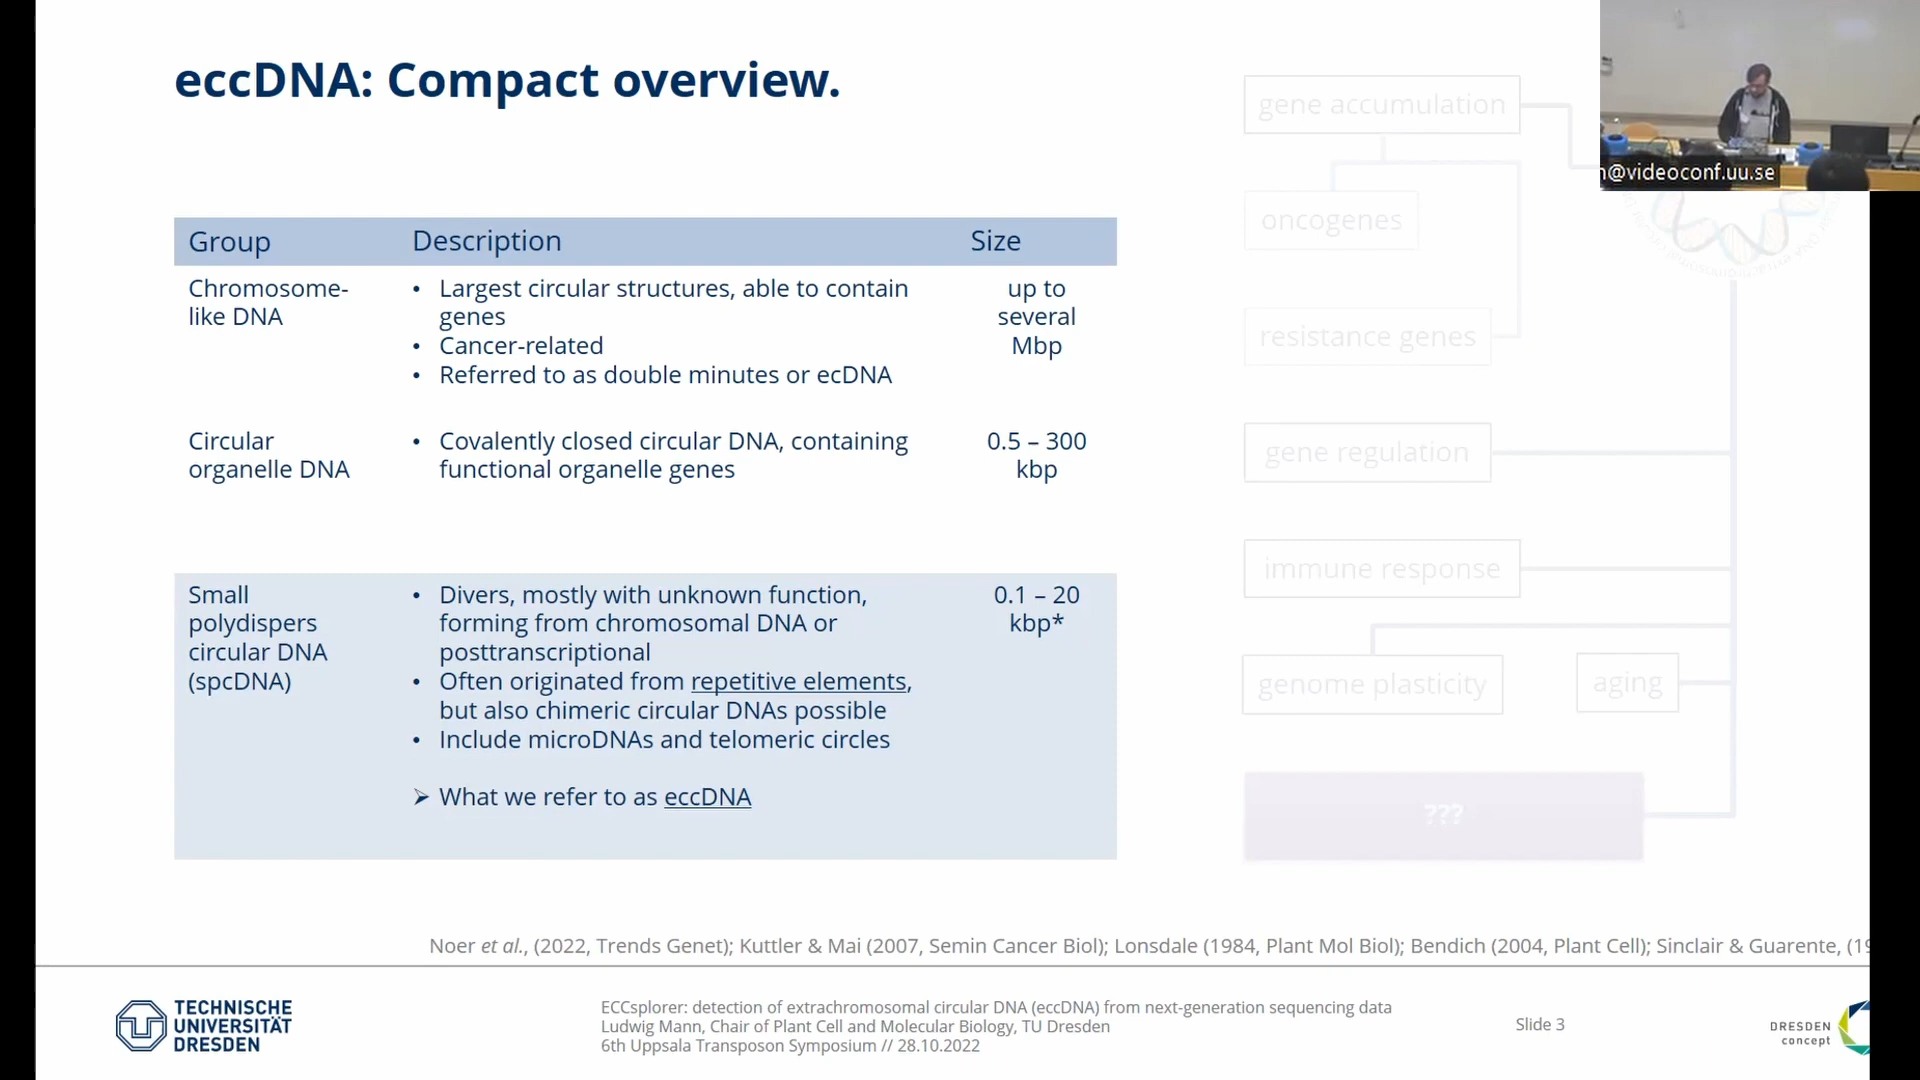 eccDNA: Compact overview.
Group Description Size
Chromosome-
like DNA
• Largest circular structures, able to contain
genes
• Cancer-related
• Referred to as double minutes or ecDNA
up to
several
Mbp
Circular
organelle DNA
• Covalently closed circular DNA, containing
functional organelle genes
0.5 – 300
kbp
Small
polydispers
circular DNA
(spcDNA)
• Divers, mostly with unknown function,
forming from chromosomal DNA or
posttranscriptional
• Often originated from repetitive elements,
but also chimeric circular DNAs possible
• Include microDNAs and telomeric circles
➢ What we refer to as eccDNA
0.1 – 20
kbp*
gene accumulation
oncogenes
resistance genes
gene regulation
immune response
genome plasticity
aging
???
n@videoconf.uu.se
Noer et al., (2022, Trends Genet); Kuttler & Mai (2007, Semin Cancer Biol); Lonsdale (1984, Plant Mol Biol); Bendich (2004, Plant Cell); Sinclair & Guarente, (19
TECHNISCHE
UNIVERSITÄT
DRESDEN
ECCsplorer: detection of extrachromosomal circular DNA (eccDNA) from next-generation sequencing data
Ludwig Mann, Chair of Plant Cell and Molecular Biology, TU Dresden
6th Uppsala Transposon Symposium // 28.10.2022
Slide 3
DRESDEN
concept